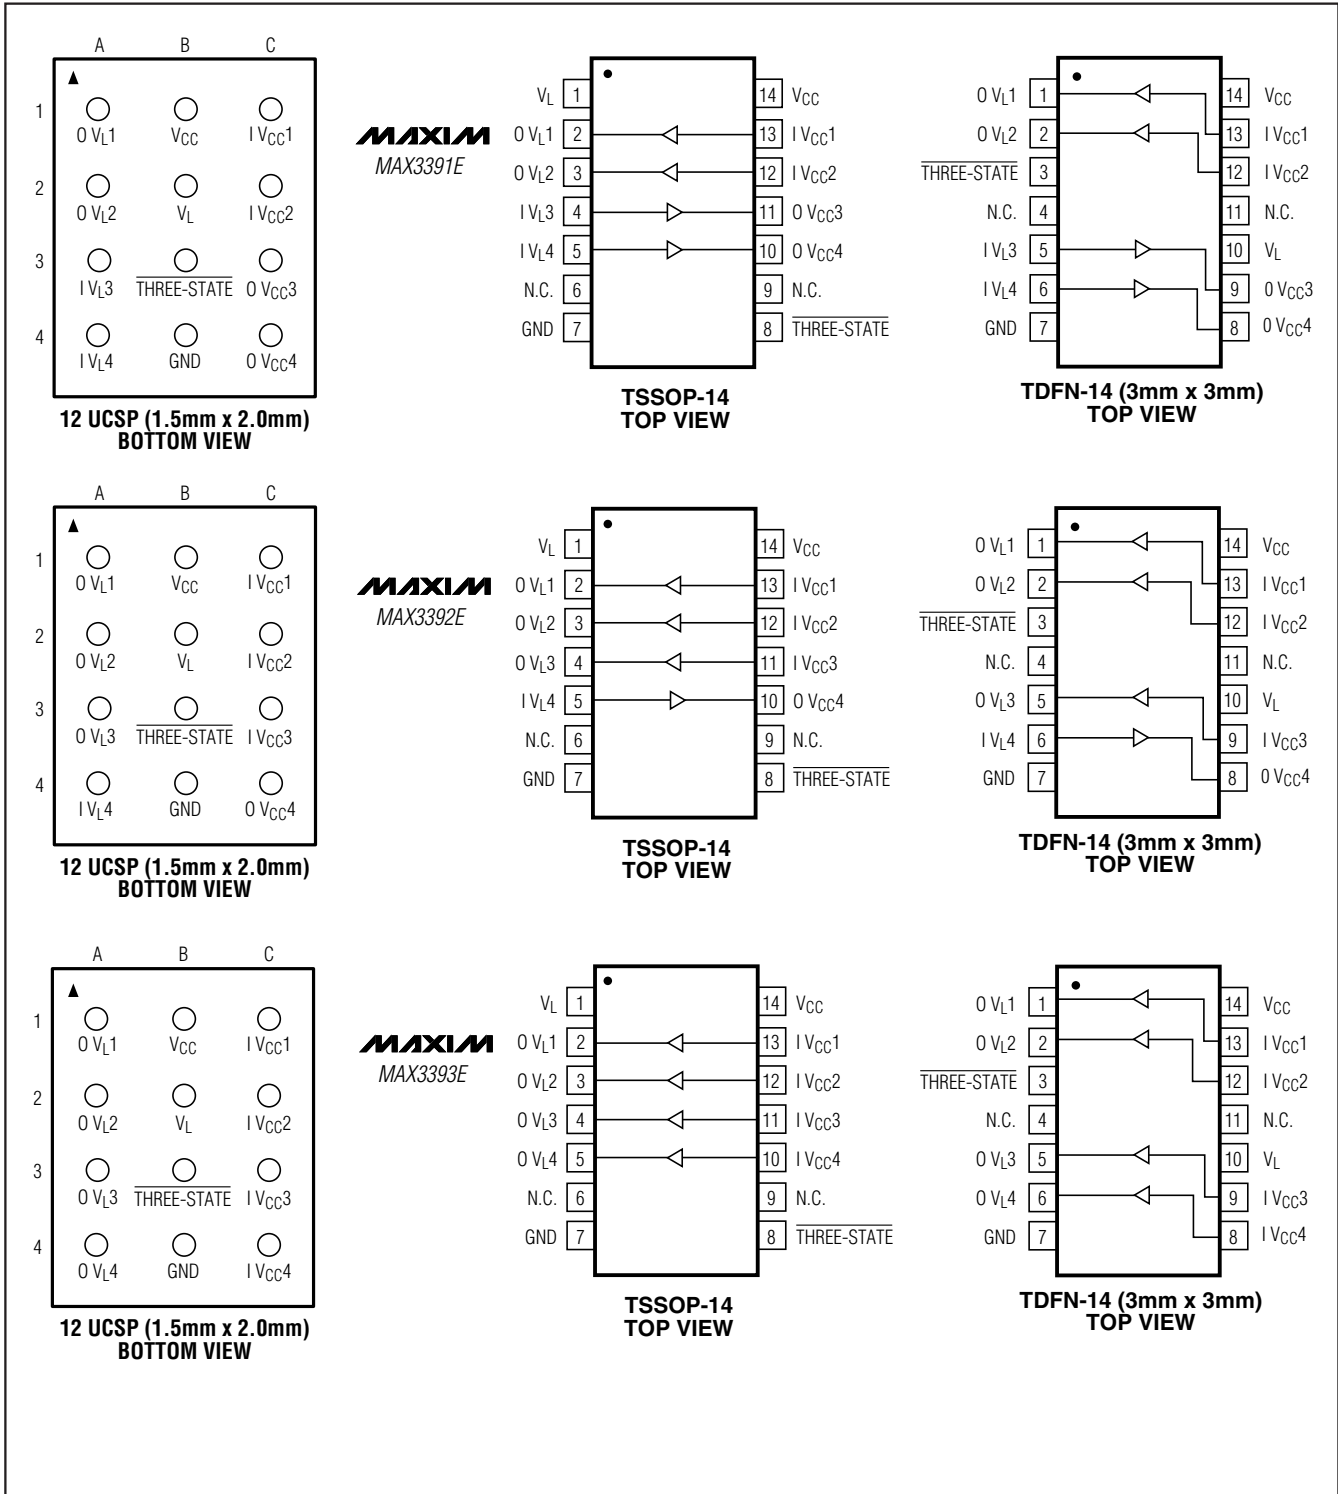 A B C
1
O VL1 VCC I VCC1
2
O VL2 VL I VCC2
3
I VL3 THREE-STATE O VCC3
4
I VL4 GND O VCC4
12 UCSP (1.5mm x 2.0mm)
BOTTOM VIEW
MAXIM
MAX3391E
VL 1 14 VCC
O VL1 2 13 I VCC1
O VL2 3 12 I VCC2
I VL3 4 11 O VCC3
I VL4 5 10 O VCC4
N.C. 6 9 N.C.
GND 7 8 THREE-STATE
TSSOP-14
TOP VIEW
O VL1 1 14 VCC
O VL2 2 13 I VCC1
THREE-STATE 3 12 I VCC2
N.C. 4 11 N.C.
I VL3 5 10 VL
I VL4 6 9 O VCC3
GND 7 8 O VCC4
TDFN-14 (3mm x 3mm)
TOP VIEW
A B C
1
O VL1 VCC I VCC1
2
O VL2 VL I VCC2
3
O VL3 THREE-STATE I VCC3
4
I VL4 GND O VCC4
12 UCSP (1.5mm x 2.0mm)
BOTTOM VIEW
MAXIM
MAX3392E
VL 1 14 VCC
O VL1 2 13 I VCC1
O VL2 3 12 I VCC2
O VL3 4 11 I VCC3
I VL4 5 10 O VCC4
N.C. 6 9 N.C.
GND 7 8 THREE-STATE
TSSOP-14
TOP VIEW
O VL1 1 14 VCC
O VL2 2 13 I VCC1
THREE-STATE 3 12 I VCC2
N.C. 4 11 N.C.
O VL3 5 10 VL
I VL4 6 9 I VCC3
GND 7 8 O VCC4
TDFN-14 (3mm x 3mm)
TOP VIEW
A B C
1
O VL1 VCC I VCC1
2
O VL2 VL I VCC2
3
O VL3 THREE-STATE I VCC3
4
O VL4 GND I VCC4
12 UCSP (1.5mm x 2.0mm)
BOTTOM VIEW
MAXIM
MAX3393E
VL 1 14 VCC
O VL1 2 13 I VCC1
O VL2 3 12 I VCC2
O VL3 4 11 I VCC3
O VL4 5 10 I VCC4
N.C. 6 9 N.C.
GND 7 8 THREE-STATE
TSSOP-14
TOP VIEW
O VL1 1 14 VCC
O VL2 2 13 I VCC1
THREE-STATE 3 12 I VCC2
N.C. 4 11 N.C.
O VL3 5 10 VL
O VL4 6 9 I VCC3
GND 7 8 I VCC4
TDFN-14 (3mm x 3mm)
TOP VIEW